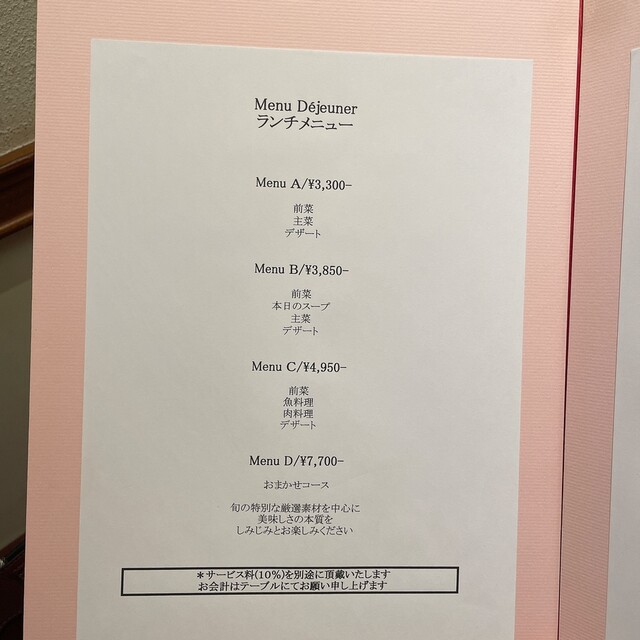 Menu Déjeuner
ランチメニュー
Menu A/¥3,300-
前菜
主菜
デザート
Menu B/¥3,850-
前菜
本日のスープ
主菜
デザート
Menu C/¥4,950-
前菜
魚料理
肉料理
デザート
Menu D/¥7,700-
おまかせコース
旬の特別な厳選素材を中心に
美味しさの本質を
しみじみとお楽しみください
＊サービス料(10%)を別途に頂戴いたします
お会計はテーブルにてお願い申し上げます